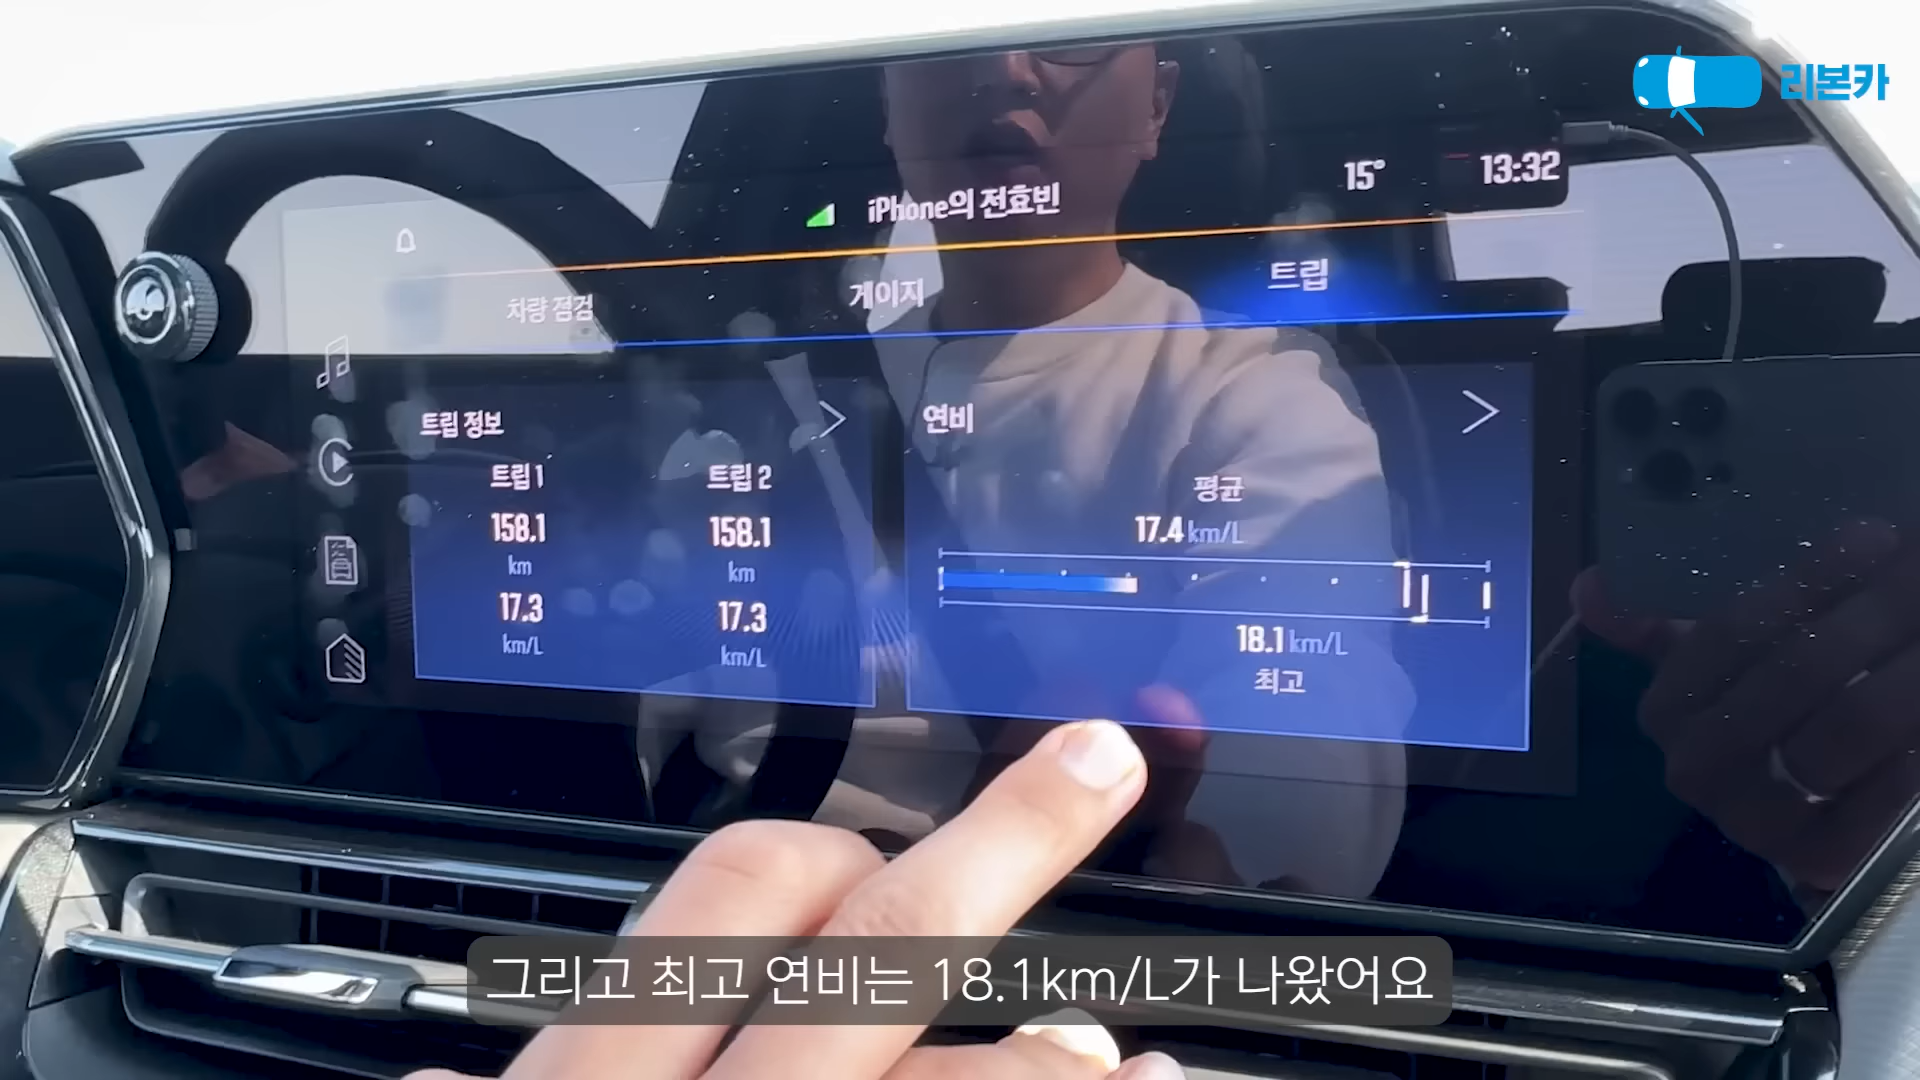 리본카
15°
13:32
iPhone의 전효빈
차량 점검
게이지
트립
트립 정보
트립 1
트립 2
158.1
km
158.1
km
17.3
km/L
17.3
km/L
연비
평균
17.4 km/L
18.1 km/L
최고
그리고 최고 연비는 18.1km/L가 나왔어요